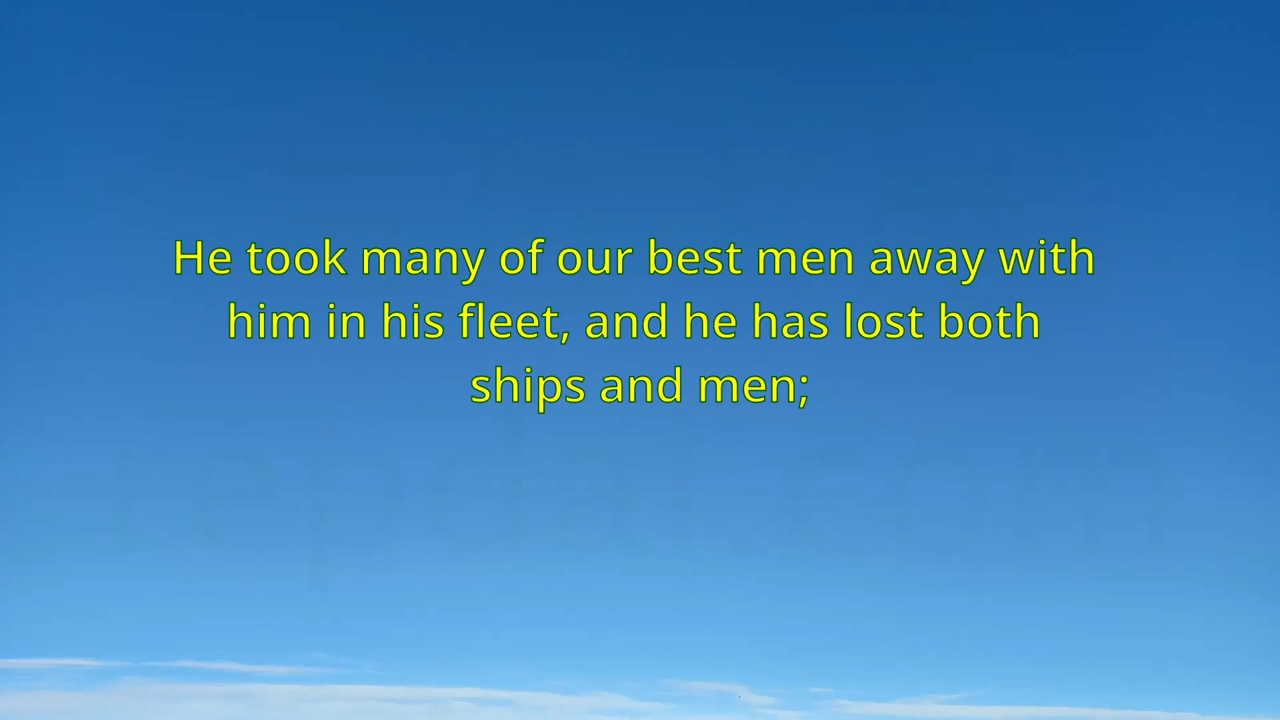 He took many of our best men away with
him in his fleet, and he has lost both
ships and men;